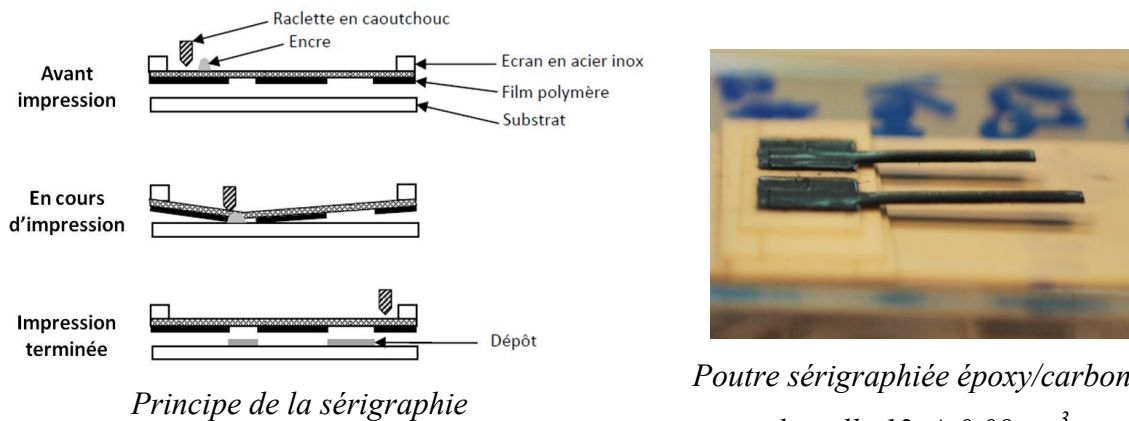 Raclette en caoutchouc
Encre
Avant
impression
Ecran en acier inox
Film polymère
Substrat
En cours
d'impression
Impression
terminée
Dépôt
Principe de la sérigraphie
Poutre sérigraphiée époxy/carbon